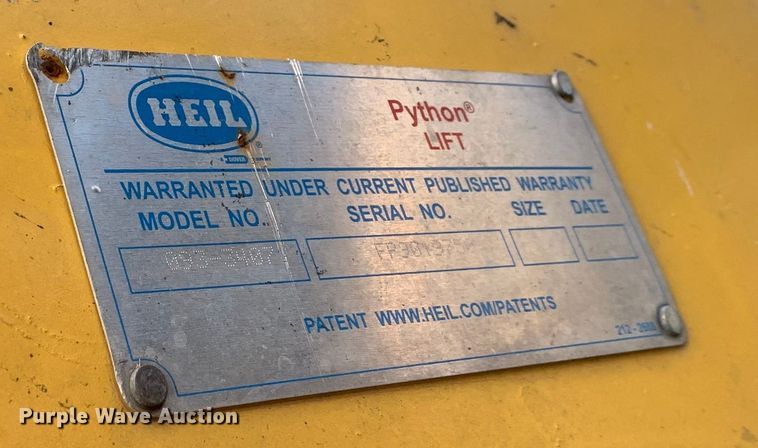 HEIL
®
Python®
LIFT
WARRANTED UNDER CURRENT PUBLISHED WARRANTY
MODEL NO. SERIAL NO. SIZE DATE
PATENT WWW.HEIL.COM/PATENTS
Purple Wave Auction